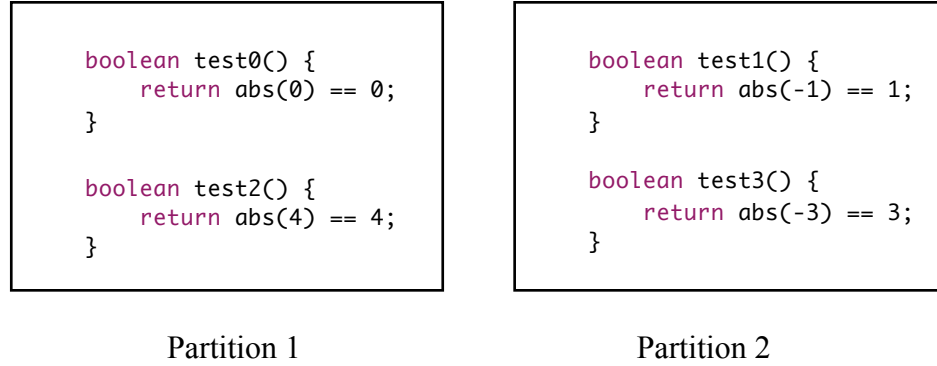 boolean test0() {
    return abs(0) == 0;
}
boolean test2() {
    return abs(4) == 4;
}
Partition 1
boolean test1() {
    return abs(-1) == 1;
}
boolean test3() {
    return abs(-3) == 3;
}
Partition 2